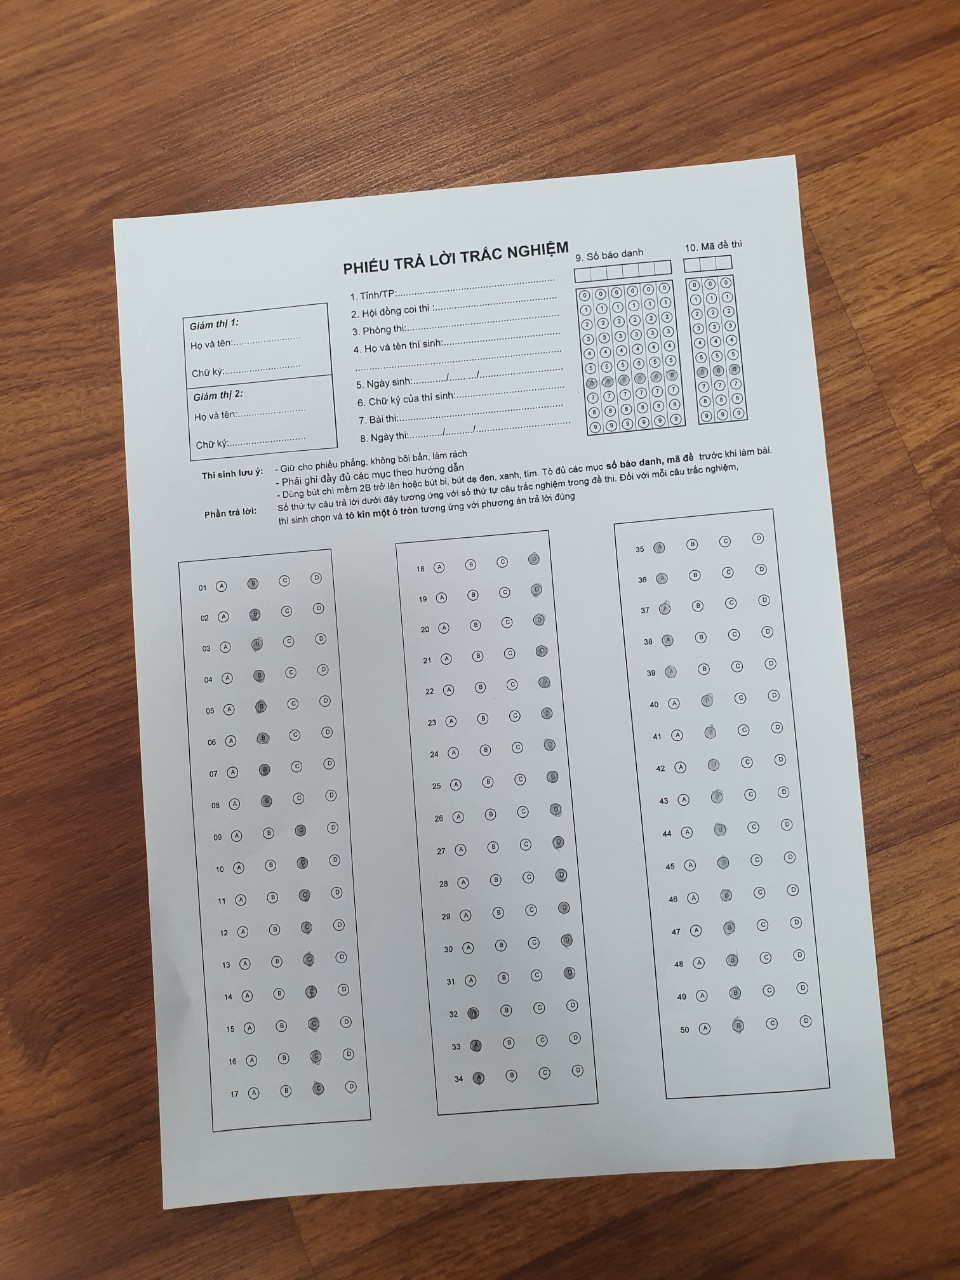 PHIẾU TRẢ LỜI TRẮC NGHIỆM
Giám thị 1:
Họ và tên:........................
Chữ ký:...........................
Giám thị 2:
Họ và tên:........................
Chữ ký:...........................
1. Tỉnh/TP:......................................................
2. Hội đồng coi thi :...........................................
3. Phòng thi:.....................................................
4. Họ và tên thí sinh:.........................................
..........................................................................
5. Ngày sinh:............/........../..............................
6. Chữ ký của thí sinh:.......................................
7. Bài thi:..........................................................
8. Ngày thi:............/........../................................
9. Số báo danh
0 0 0 0 0 0
1 1 1 1 1 1
2 2 2 2 2 2
3 3 3 3 3 3
4 4 4 4 4 4
5 5 5 5 5 5
6 6 6 6 6 6
7 7 7 7 7 7
8 8 8 8 8 8
9 9 9 9 9 9
10. Mã đề thi
0 0 0
1 1 1
2 2 2
3 3 3
4 4 4
5 5 5
6 6 6
7 7 7
8 8 8
9 9 9
Thí sinh lưu ý: - Giữ cho phiếu phẳng, không bôi bẩn, làm rách
- Phải ghi đầy đủ các mục theo hướng dẫn
- Dùng bút chì mềm 2B trở lên hoặc bút bi, bút dạ đen, xanh, tím. Tô đủ các mục số báo danh, mã đề trước khi làm bài.
Phần trả lời: Số thứ tự câu trả lời dưới đây tương ứng với số thứ tự câu trắc nghiệm trong đề thi. Đối với mỗi câu trắc nghiệm,
thí sinh chọn và tô kín một ô tròn tương ứng với phương án trả lời đúng
01 A B C D
02 A B C D
03 A B C D
04 A B C D
05 A B C D
06 A B C D
07 A B C D
08 A B C D
09 A B C D
10 A B C D
11 A B C D
12 A B C D
13 A B C D
14 A B C D
15 A B C D
16 A B C D
17 A B C D
18 A B C D
19 A B C D
20 A B C D
21 A B C D
22 A B C D
23 A B C D
24 A B C D
25 A B C D
26 A B C D
27 A B C D
28 A B C D
29 A B C D
30 A B C D
31 A B C D
32 A B C D
33 A B C D
34 A B C D
35 A B C D
36 A B C D
37 A B C D
38 A B C D
39 A B C D
40 A B C D
41 A B C D
42 A B C D
43 A B C D
44 A B C D
45 A B C D
46 A B C D
47 A B C D
48 A B C D
49 A B C D
50 A B C D